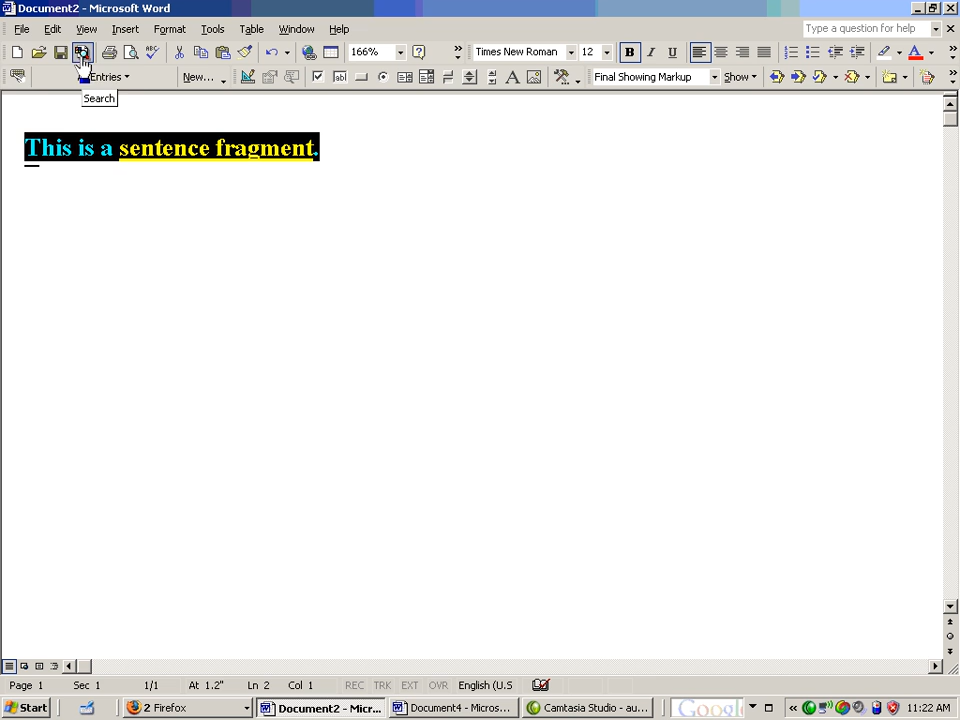 Document2 - Microsoft Word
File Edit View Insert Format Tools Table Window Help
Type a question for help
166%
Times New Roman
12
B I U
A
Entries
New...
abl
A
Final Showing Markup
Show
Search
This is a sentence fragment.
Page 1 Sec 1 1/1 At 1.2" Ln 2 Col 1 REC TRK EXT OVR English (U.S
Start
2 Firefox
Document2 - Micr...
Document4 - Micros...
Camtasia Studio - au...
Google
11:22 AM